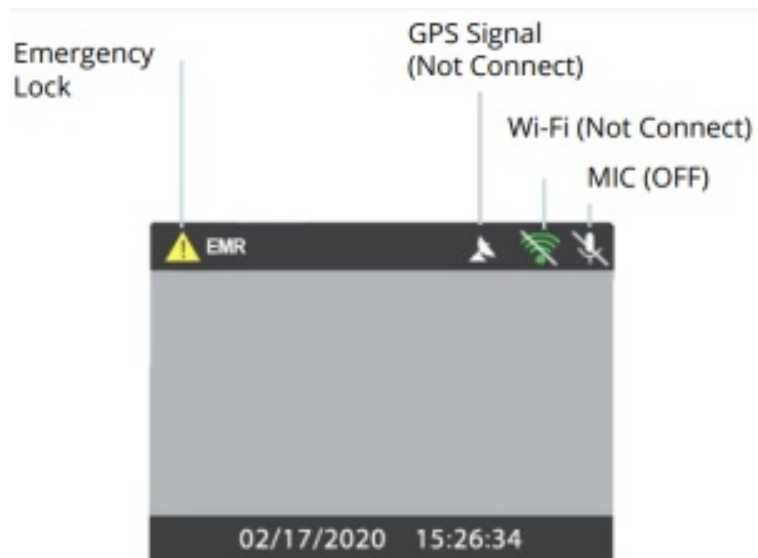 Emergency
Lock
GPS Signal
(Not Connect)
Wi-Fi (Not Connect)
MIC (OFF)
EMR
02/17/2020 15:26:34